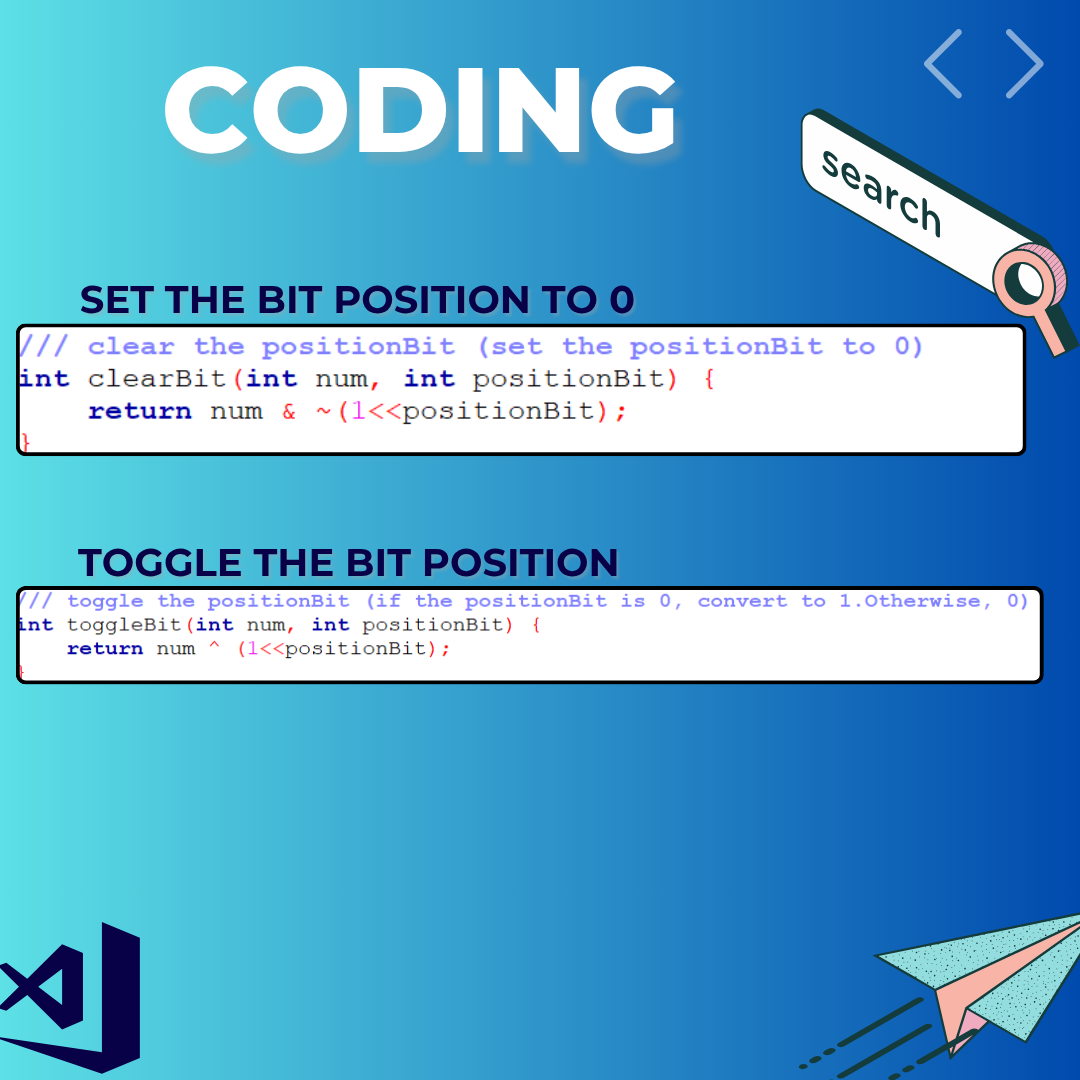 CODING
search
SET THE BIT POSITION TO 0
/// clear the positionBit (set the positionBit to 0)
int clearBit(int num, int positionBit) {
    return num & ~(1<<positionBit);
}
TOGGLE THE BIT POSITION
/// toggle the positionBit (if the positionBit is 0, convert to 1.Otherwise, 0)
int toggleBit(int num, int positionBit) {
    return num ^ (1<<positionBit);
}